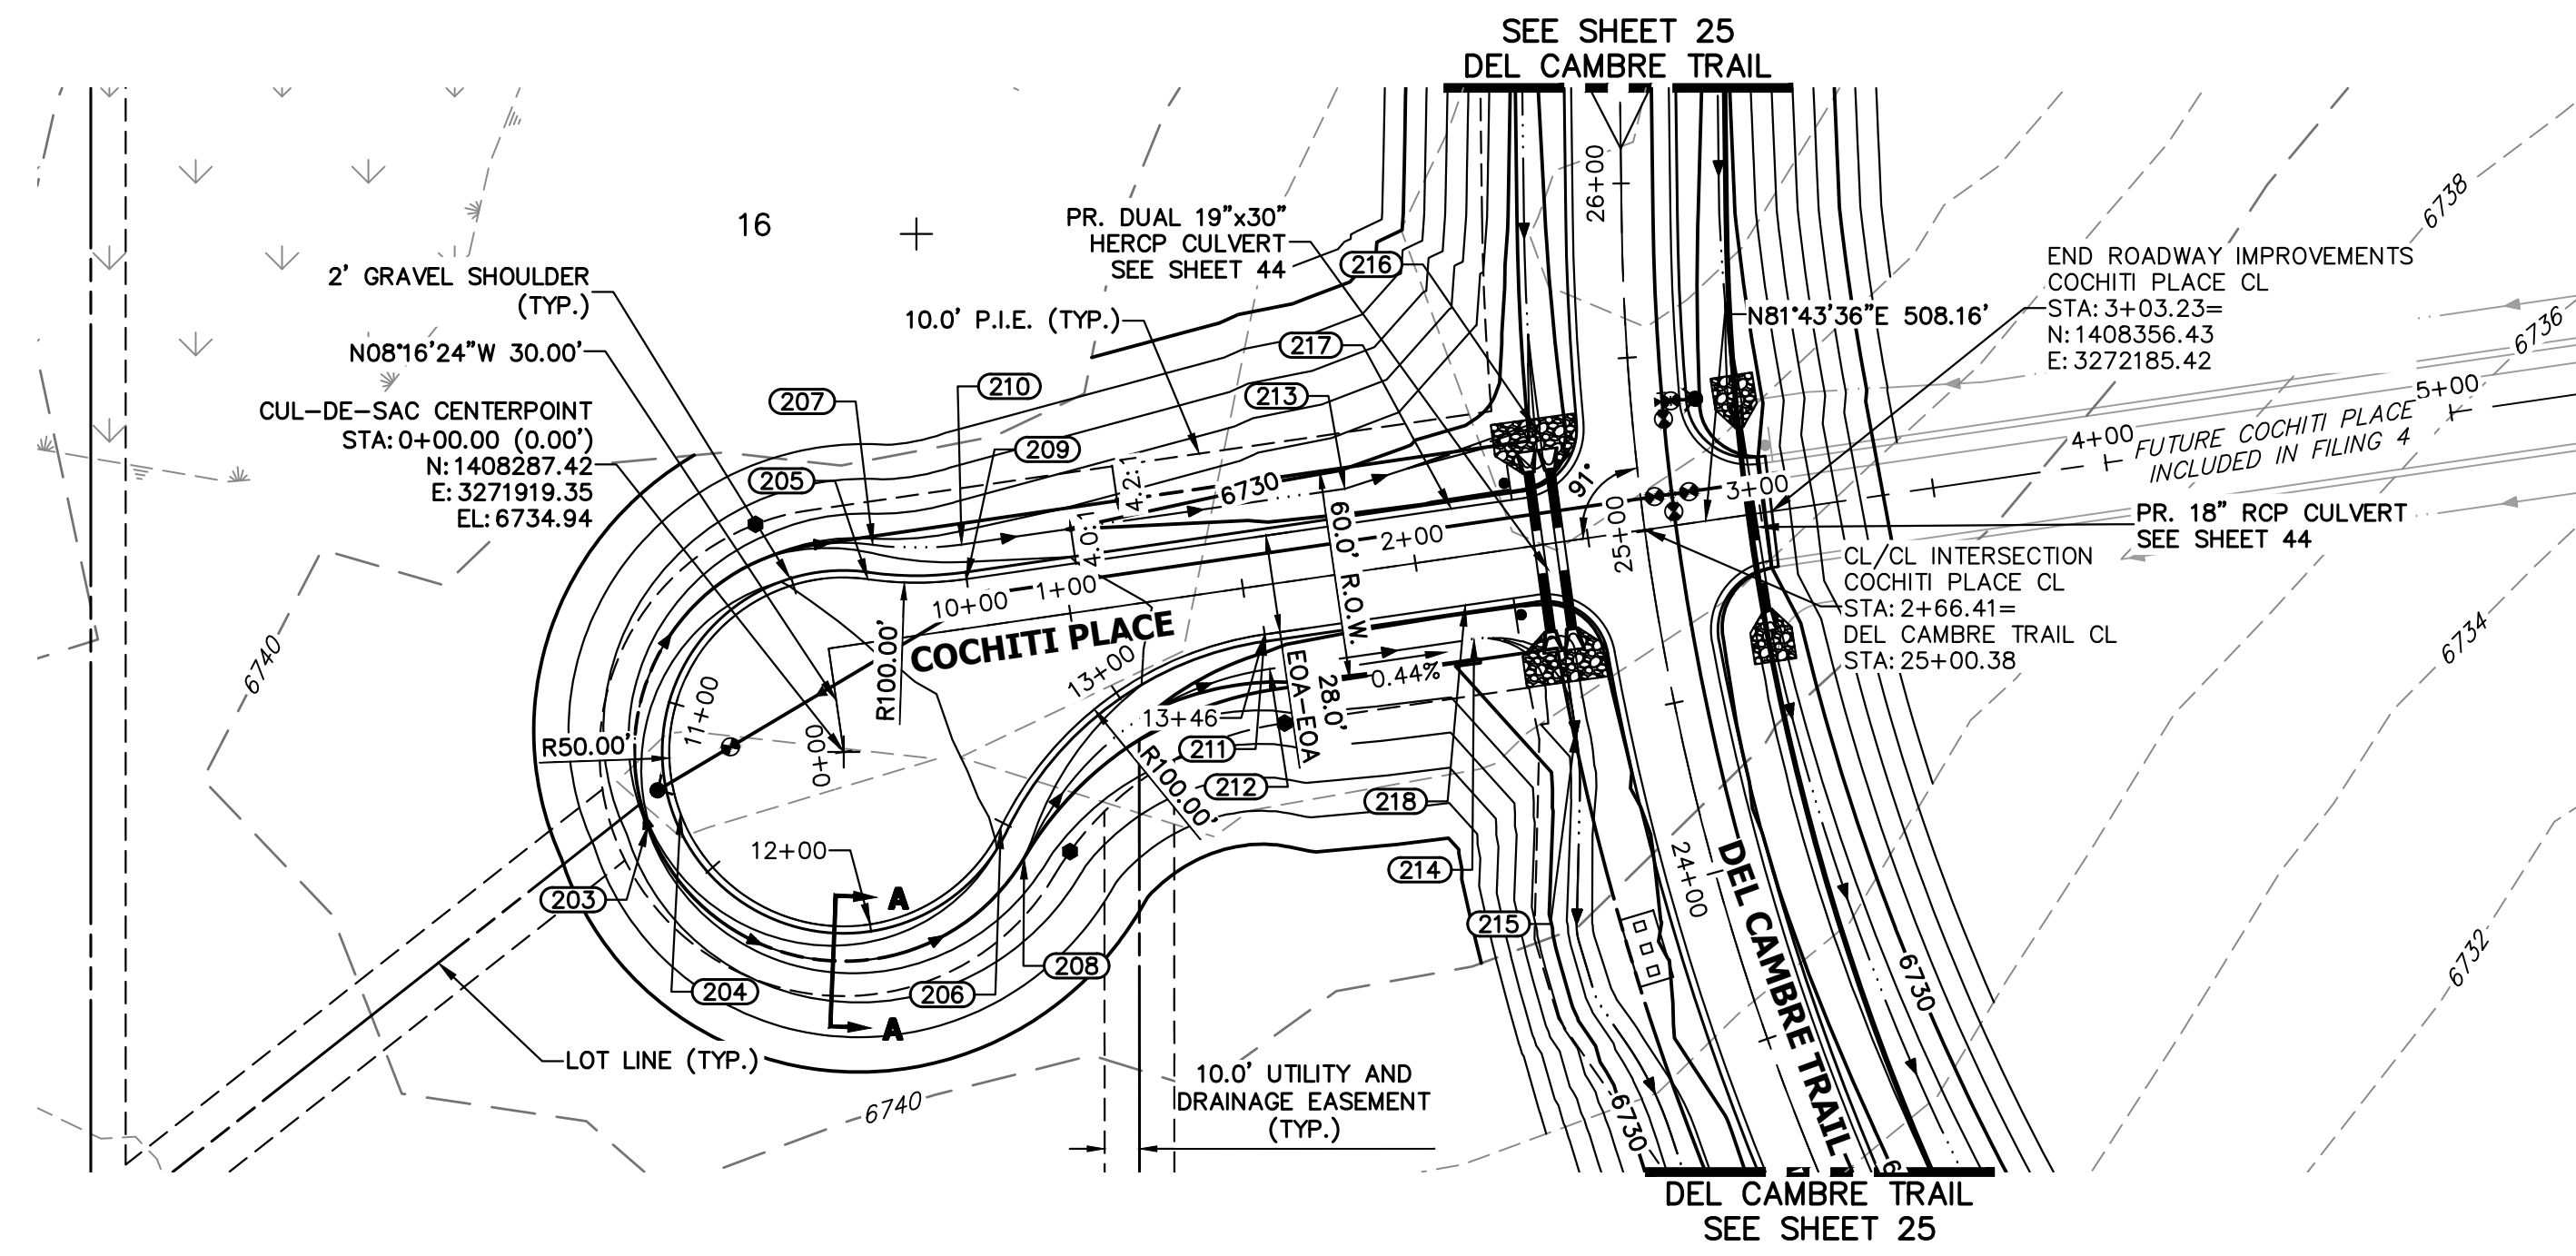 SEE SHEET 25
DEL CAMBRE TRAIL
16
PR. DUAL 19"x30"
HERCP CULVERT
SEE SHEET 44
216
26+00
6738
2' GRAVEL SHOULDER
(TYP.)
10.0' P.I.E. (TYP.)
217
N81°43'36"E 508.16'
END ROADWAY IMPROVEMENTS
COCHITI PLACE CL
STA: 3+03.23=
N: 1408356.43
E: 3272185.42
6736
N08°16'24"W 30.00'
207
210
213
5+00
CUL-DE-SAC CENTERPOINT
STA: 0+00.00 (0.00')
N: 1408287.42
E: 3271919.35
EL: 6734.94
209
205
4.2:
4.0:1
6730
60.0' R.O.W.
91°
25+00
3+00
4+00
FUTURE COCHITI PLACE
INCLUDED IN FILING 4
PR. 18" RCP CULVERT
SEE SHEET 44
2+00
1+00
10+00
COCHITI PLACE
R100.00'
CL/CL INTERSECTION
COCHITI PLACE CL
STA: 2+66.41=
DEL CAMBRE TRAIL CL
STA: 25+00.38
6734
6740
11+00
R50.00'
0+00
13+00
13+46
EOA-EOA
28.0'
0.44%
211
212
R100.00'
218
214
215
12+00
A
A
203
204
206
208
24+00
DEL CAMBRE TRAIL
6730
6732
LOT LINE (TYP.)
6740
10.0' UTILITY AND
DRAINAGE EASEMENT
(TYP.)
6730
6
DEL CAMBRE TRAIL
SEE SHEET 25